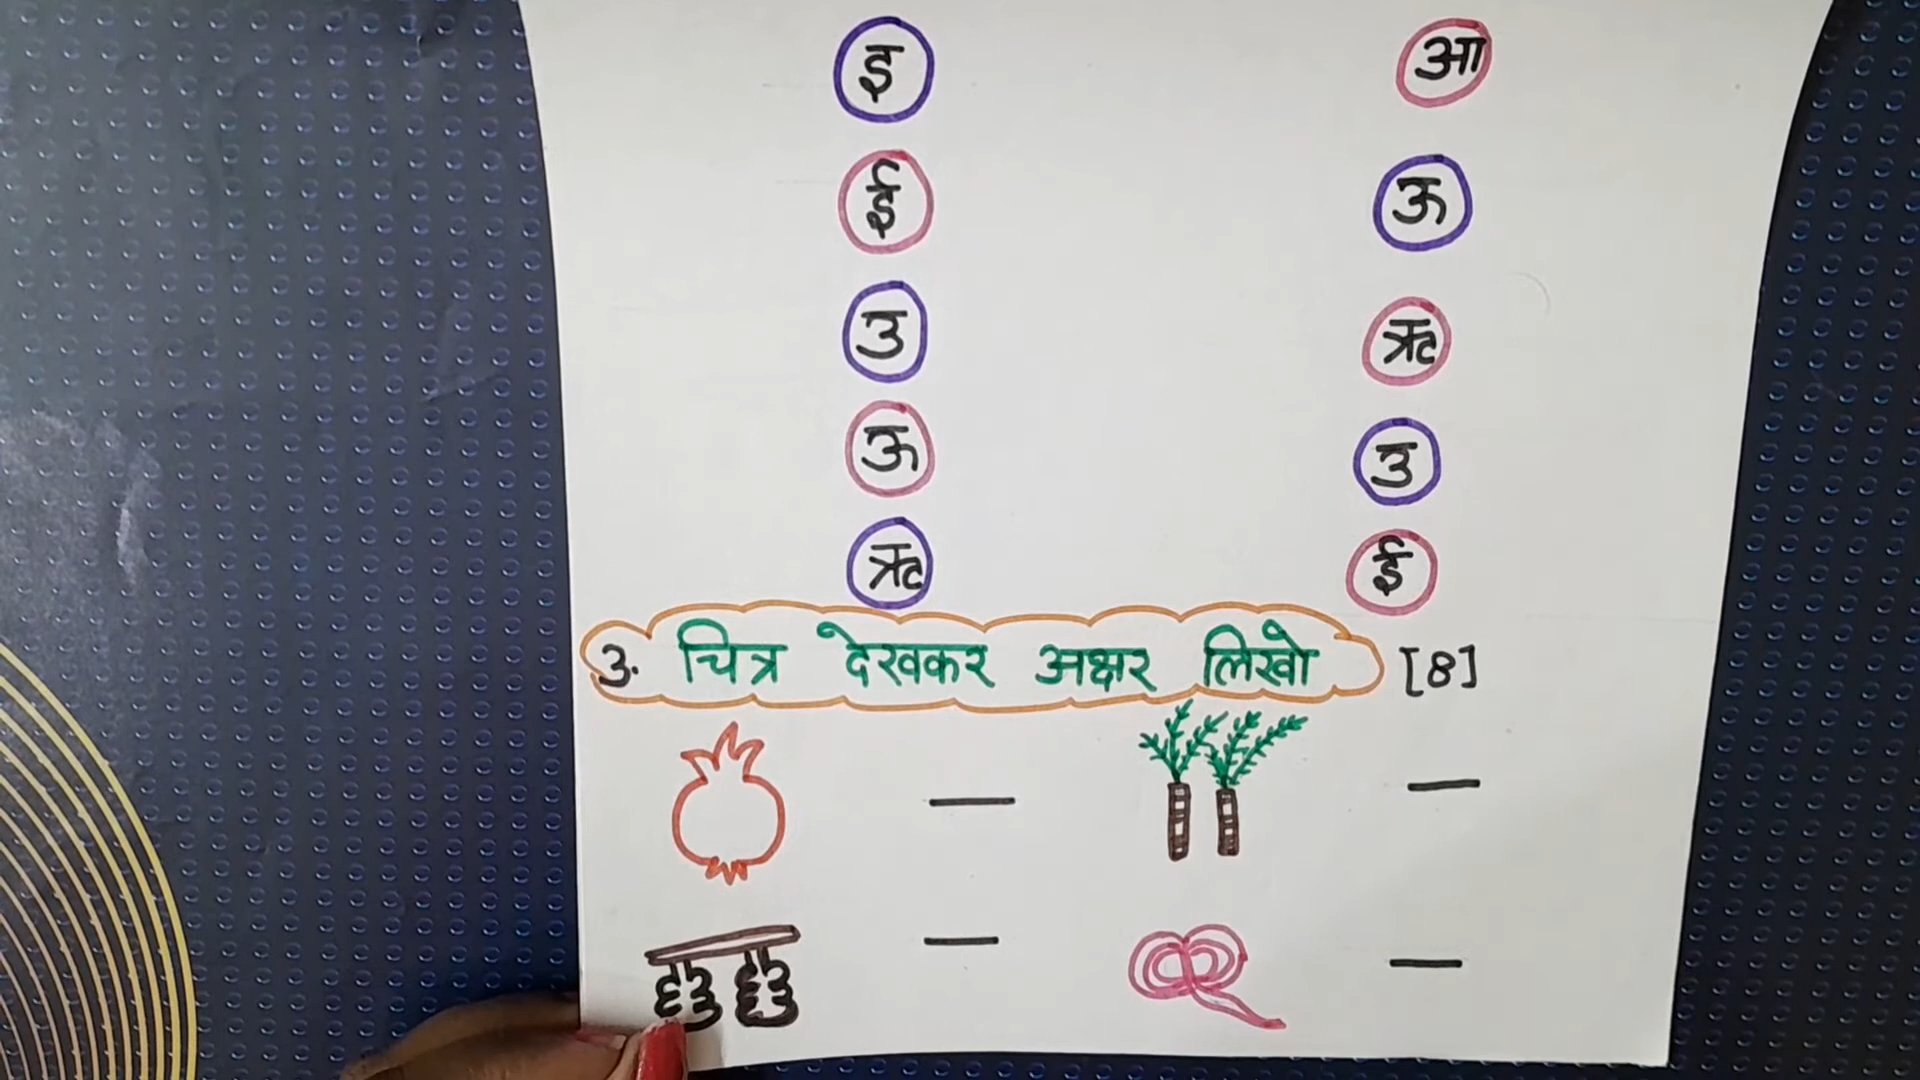 इ आ
ई ऊ
उ ऋ
ऊ उ
ऋ ई
3. चित्र देखकर अक्षर लिखो [8]